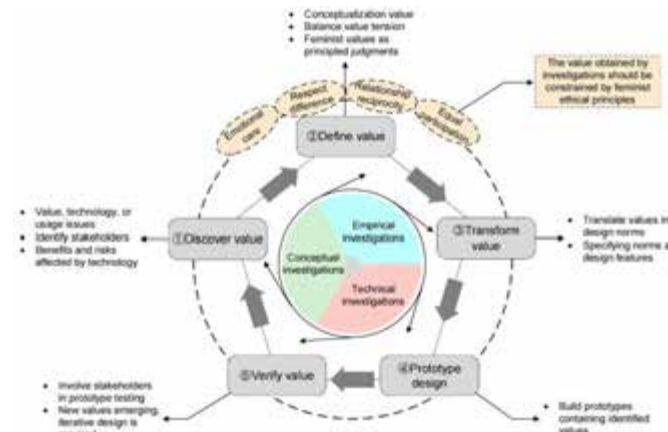 • Conceptualization value
• Balance value tension
• Feminist values as
principled judgments
The value obtained by
investigations should be
constrained by feminist
ethical principles
Emotional
care
Respect
difference
Relationship
reciprocity
Equal
participation
②Define value
• Value, technology, or
usage issues
• Identify stakeholders
• Benefits and risks
affected by technology
①Discover value
Empirical
investigations
Conceptual
investigations
Technical
investigations
③Transform
value
• Translate values in
design norms
• Specifying norms a
design features
⑤Verify value
④Prototype
design
• Involve stakeholders
in prototype testing
• New values emerging,
iterative design is
• Build prototypes
containing identified
values